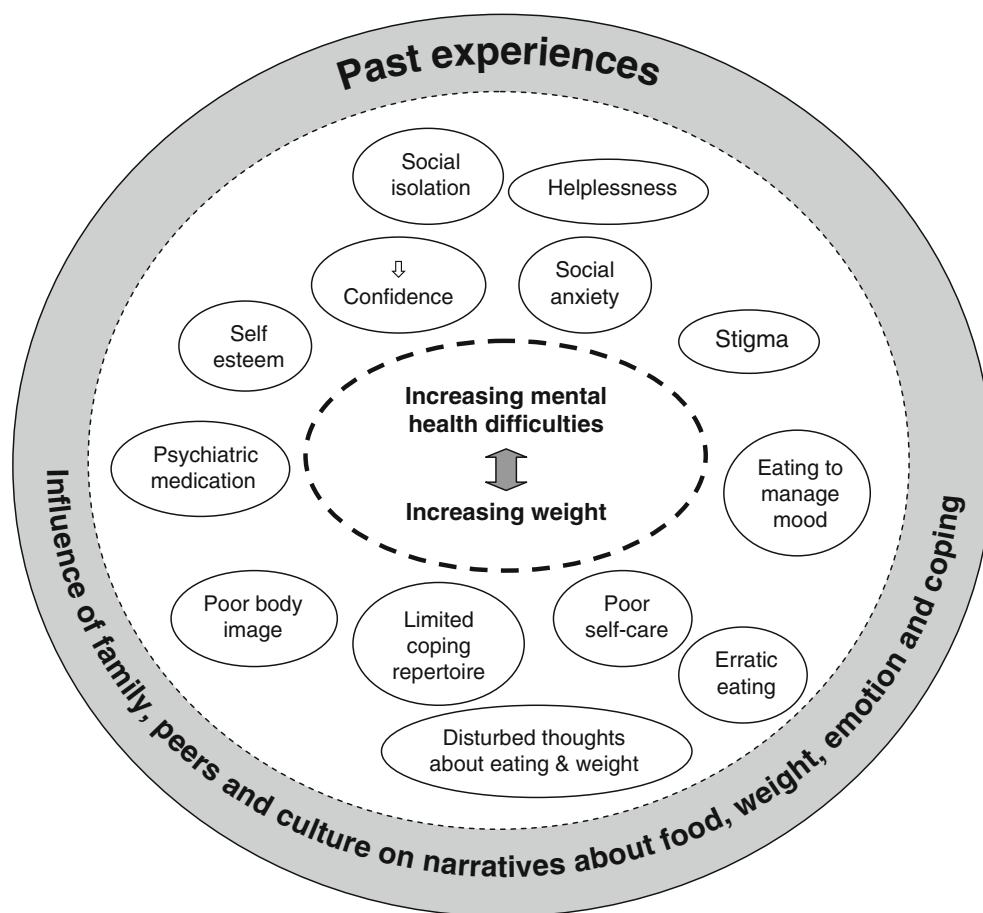 Past experiences
Social
isolation
Helplessness
⇩
Confidence
Social
anxiety
Self
esteem
Stigma
Increasing mental
health difficulties
Increasing weight
Psychiatric
medication
Eating to
manage
mood
Poor body
image
Limited
coping
repertoire
Poor
self-care
Erratic
eating
Disturbed thoughts
about eating & weight
Influence of family, peers and culture on narratives about food, weight, emotion and coping